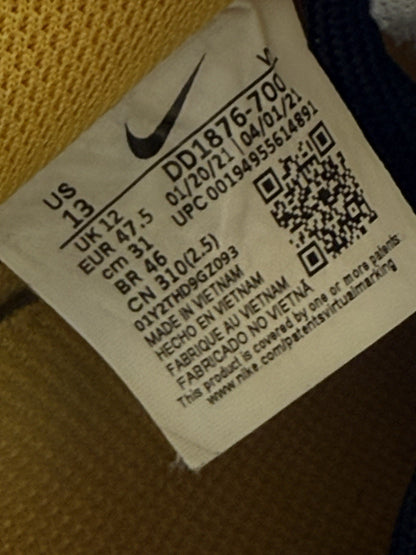 US
13
UK 12
EUR 47.5
cm 31
BR 46
CN 310(2.5)
DD1876-700
01/20/21 | 04/01/21
UPC 00194955614891
01Y2THD9GZ093
MADE IN VIETNAM
HECHO EN VIETNAM
FABRIQUE AU VIETNAM
FABRICADO NO VIETNÃ
This product is covered by one or more patents
www.nike.com/patentsvirtualmarking